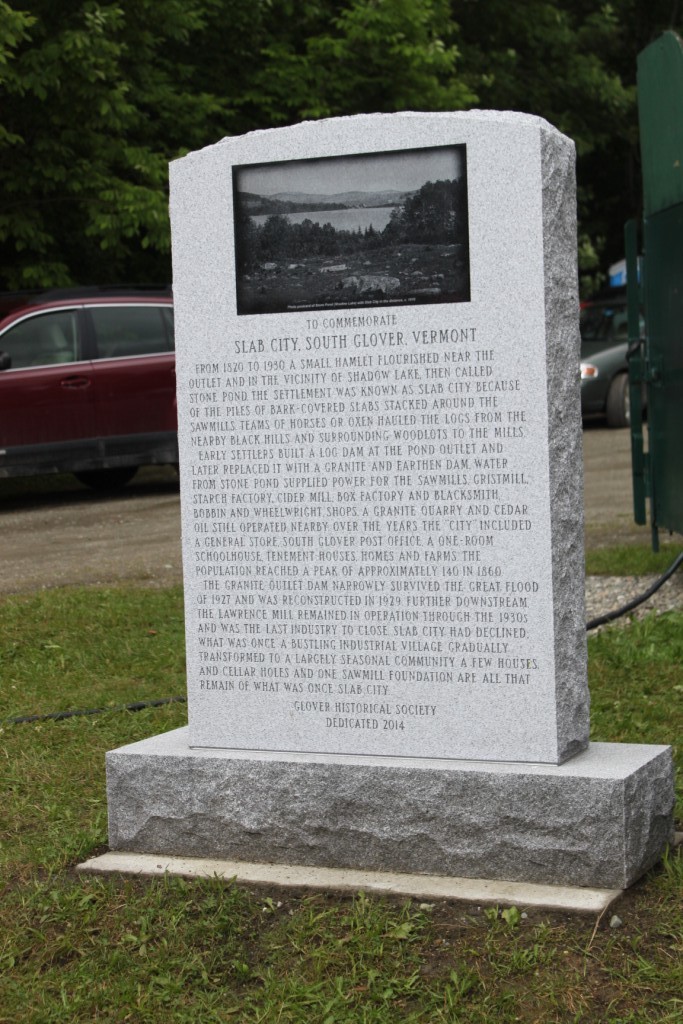 TO COMMEMORATE
SLAB CITY, SOUTH GLOVER, VERMONT
FROM 1820 TO 1930 A SMALL HAMLET FLOURISHED NEAR THE
OUTLET AND IN THE VICINITY OF SHADOW LAKE, THEN CALLED
STONE POND. THE SETTLEMENT WAS KNOWN AS SLAB CITY BECAUSE
OF THE PILES OF BARK-COVERED SLABS STACKED AROUND THE
SAWMILLS. TEAMS OF HORSES OR OXEN HAULED THE LOGS FROM THE
NEARBY BLACK HILLS AND SURROUNDING WOODLOTS TO THE MILLS.
EARLY SETTLERS BUILT A LOG DAM AT THE POND OUTLET AND
LATER REPLACED IT WITH A GRANITE AND EARTHEN DAM. WATER
FROM STONE POND SUPPLIED POWER FOR THE SAWMILLS, GRISTMILL,
STARCH FACTORY, CIDER MILL, BOX FACTORY AND BLACKSMITH,
BOBBIN AND WHEELWRIGHT SHOPS. A GRANITE QUARRY AND CEDAR
OIL STILL OPERATED NEARBY. OVER THE YEARS THE "CITY" INCLUDED
A GENERAL STORE, SOUTH GLOVER POST OFFICE, A ONE-ROOM
SCHOOLHOUSE, TENEMENT HOUSES, HOMES AND FARMS. THE
POPULATION REACHED A PEAK OF APPROXIMATELY 140 IN 1860.
THE GRANITE OUTLET DAM NARROWLY SURVIVED THE GREAT FLOOD
OF 1927 AND WAS RECONSTRUCTED IN 1929. FURTHER DOWNSTREAM,
THE LAWRENCE MILL REMAINED IN OPERATION THROUGH THE 1930S
AND WAS THE LAST INDUSTRY TO CLOSE. SLAB CITY HAD DECLINED;
WHAT WAS ONCE A BUSTLING INDUSTRIAL VILLAGE GRADUALLY
TRANSFORMED TO A LARGELY SEASONAL COMMUNITY. A FEW HOUSES
AND CELLAR HOLES AND ONE SAWMILL FOUNDATION ARE ALL THAT
REMAIN OF WHAT WAS ONCE SLAB CITY.
GLOVER HISTORICAL SOCIETY
DEDICATED 2014